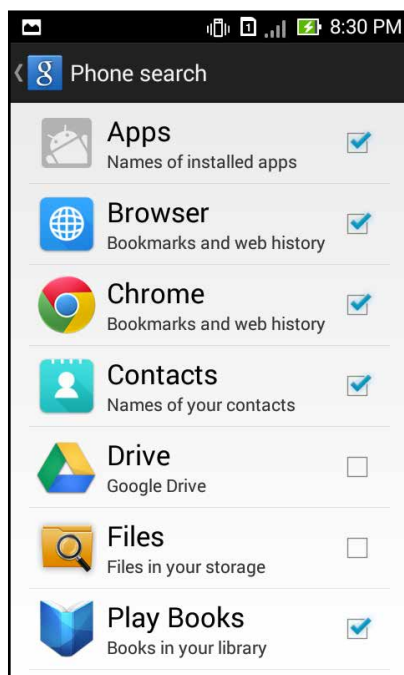 1 8:30 PM
g Phone search
Apps
Names of installed apps
Browser
Bookmarks and web history
Chrome
Bookmarks and web history
Contacts
Names of your contacts
Drive
Google Drive
Files
Files in your storage
Play Books
Books in your library